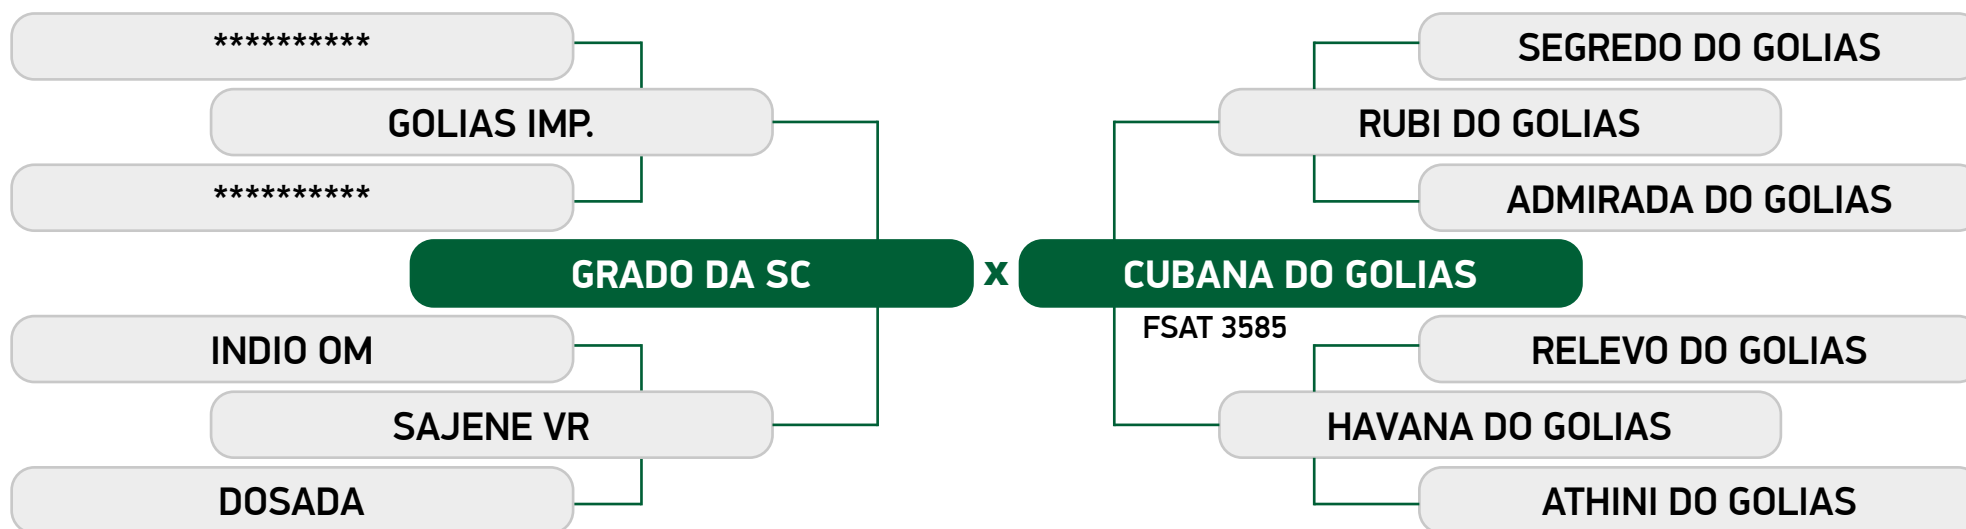 **********
GOLIAS IMP.
**********
GRADO DA SC
INDIO OM
SAJENE VR
DOSADA
x
SEGREDO DO GOLIAS
RUBI DO GOLIAS
ADMIRADA DO GOLIAS
CUBANA DO GOLIAS
FSAT 3585
RELEVO DO GOLIAS
HAVANA DO GOLIAS
ATHINI DO GOLIAS